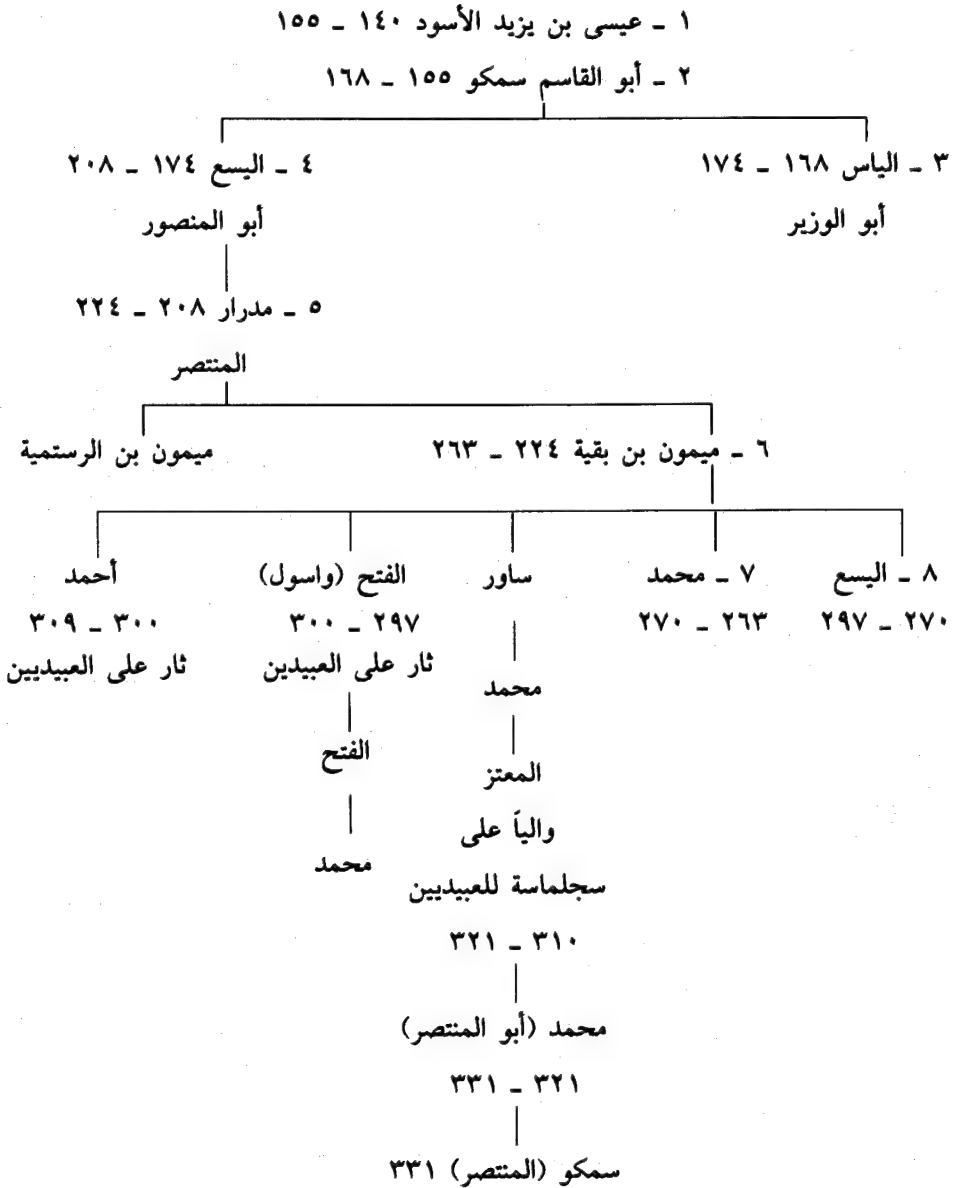 ١ ـ عيسى بن يزيد الأسود ١٤٠ ـ ١٥٥
٢ ـ أبو القاسم سمكو ١٥٥ ـ ١٦٨
٣ ـ الياس ١٦٨ ـ ١٧٤
أبو الوزير
٤ ـ اليسع ١٧٤ ـ ٢٠٨
أبو المنصور
٥ ـ مدرار ٢٠٨ ـ ٢٢٤
المنتصر
٦ ـ ميمون بن بقية ٢٢٤ ـ ٢٦٣
ميمون بن الرستمية
٨ ـ اليسع
٢٧٠ ـ ٢٩٧
٧ ـ محمد
٢٦٣ ـ ٢٧٠
ساور
محمد
المعتز
والياً على
سجلماسة للعبيديين
٣١٠ ـ ٣٢١
محمد (أبو المنتصر)
٣٢١ ـ ٣٣١
سمكو (المنتصر) ٣٣١
الفتح (واسول)
٢٩٧ ـ ٣٠٠
ثار على العبيدين
الفتح
محمد
أحمد
٣٠٠ ـ ٣٠٩
ثار على العبيديين